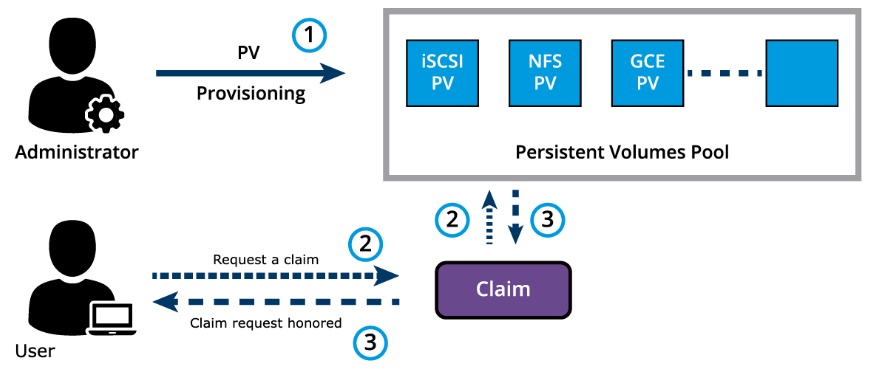 1
PV
Provisioning
Administrator
iSCSI
PV
NFS
PV
GCE
PV
Persistent Volumes Pool
2
3
2
Request a claim
Claim request honored
3
Claim
User